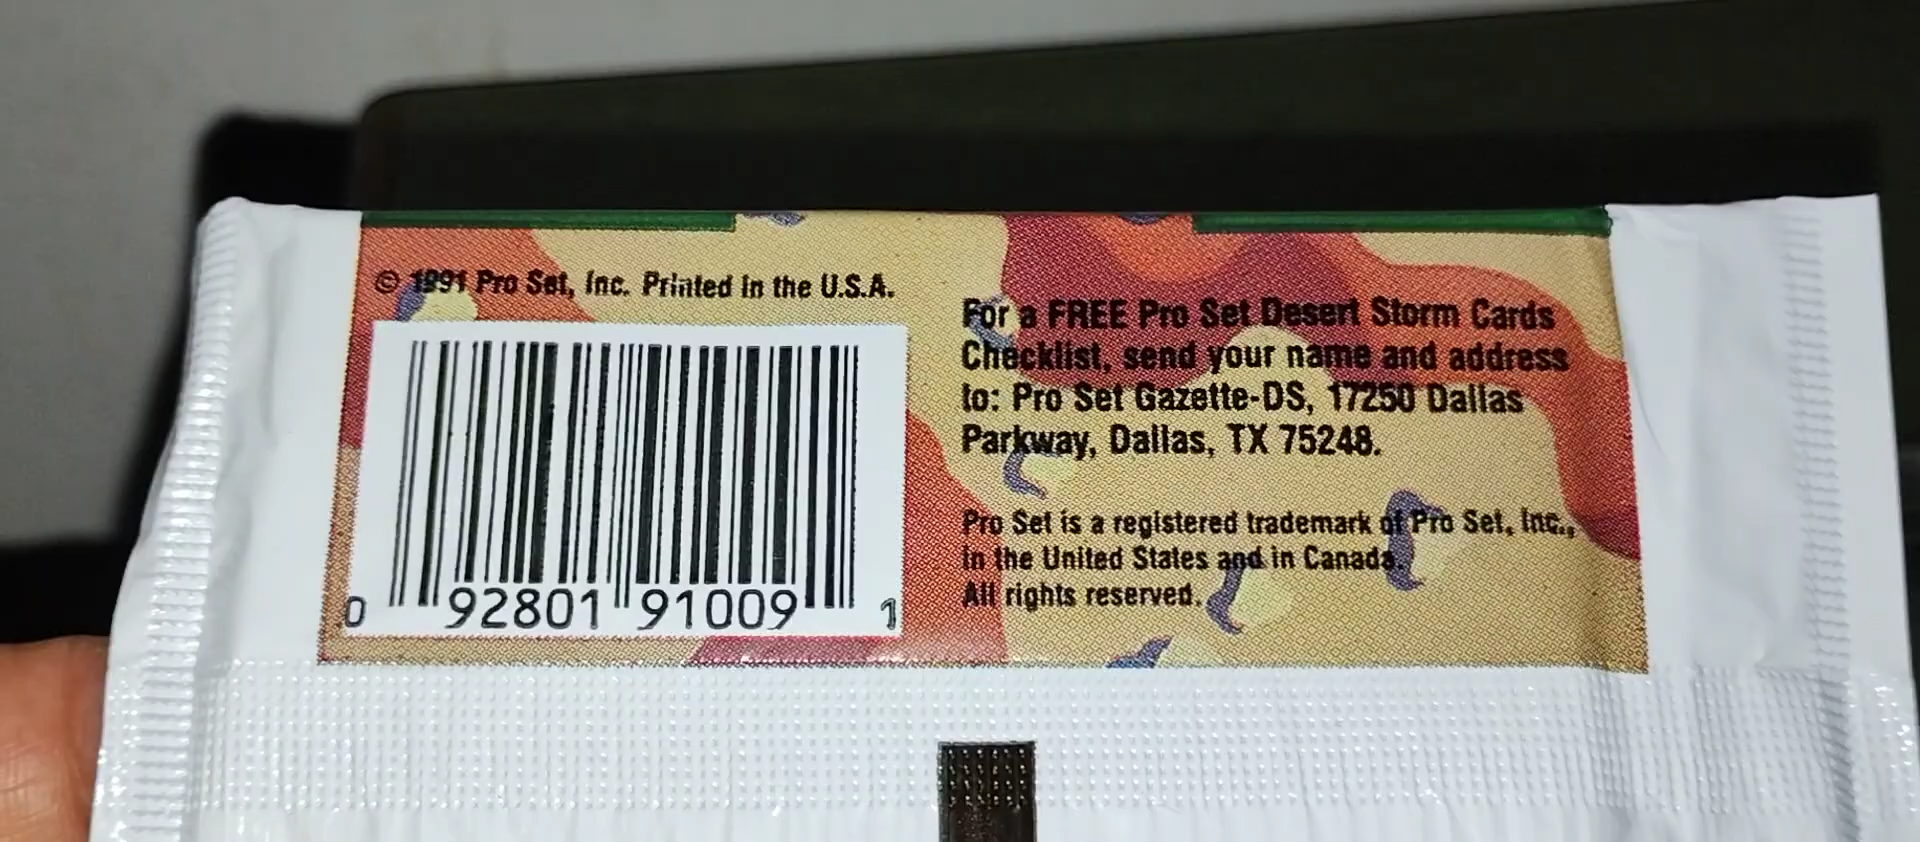 © 1991 Pro Set, Inc. Printed in the U.S.A.
0 92801 91009 1
For a FREE Pro Set Desert Storm Cards
Checklist, send your name and address
to: Pro Set Gazette-DS, 17250 Dallas
Parkway, Dallas, TX 75248.
Pro Set is a registered trademark of Pro Set, Inc.,
in the United States and in Canada.
All rights reserved.